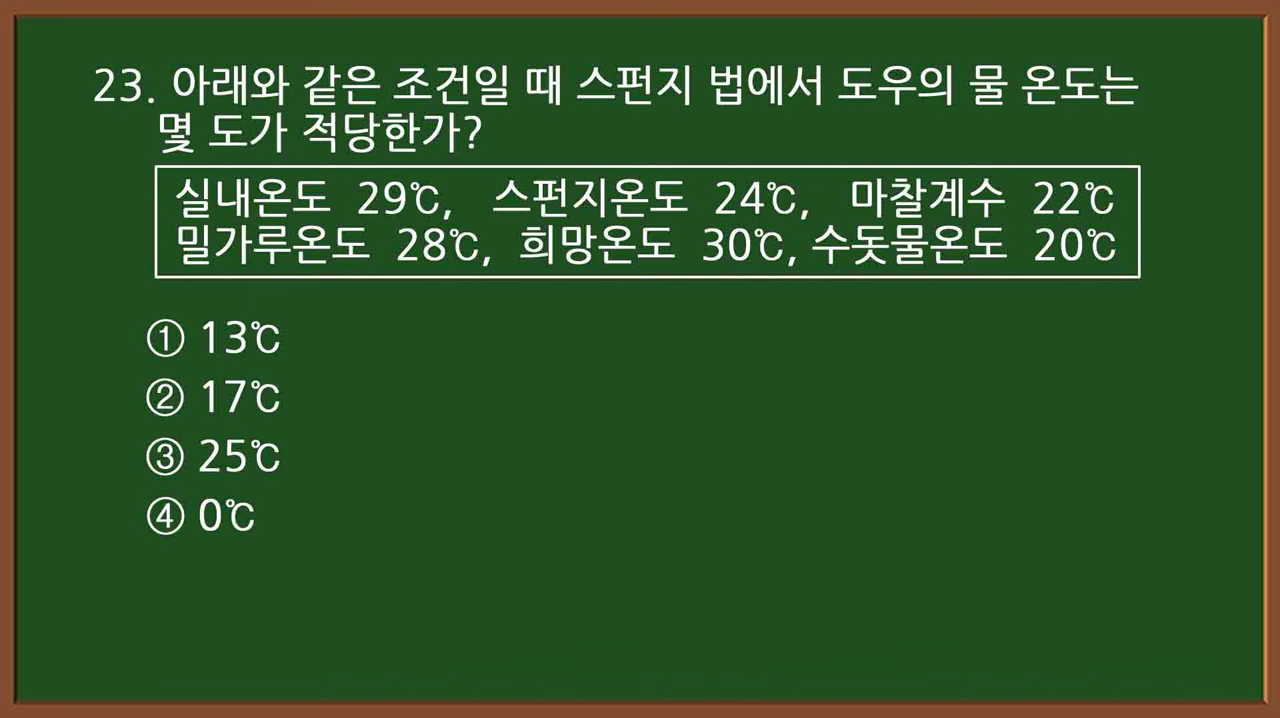 23. 아래와 같은 조건일 때 스펀지 법에서 도우의 물 온도는
몇 도가 적당한가?
실내온도 29℃, 스펀지온도 24℃, 마찰계수 22℃
밀가루온도 28℃, 희망온도 30℃, 수돗물온도 20℃
① 13℃
② 17℃
③ 25℃
④ 0℃